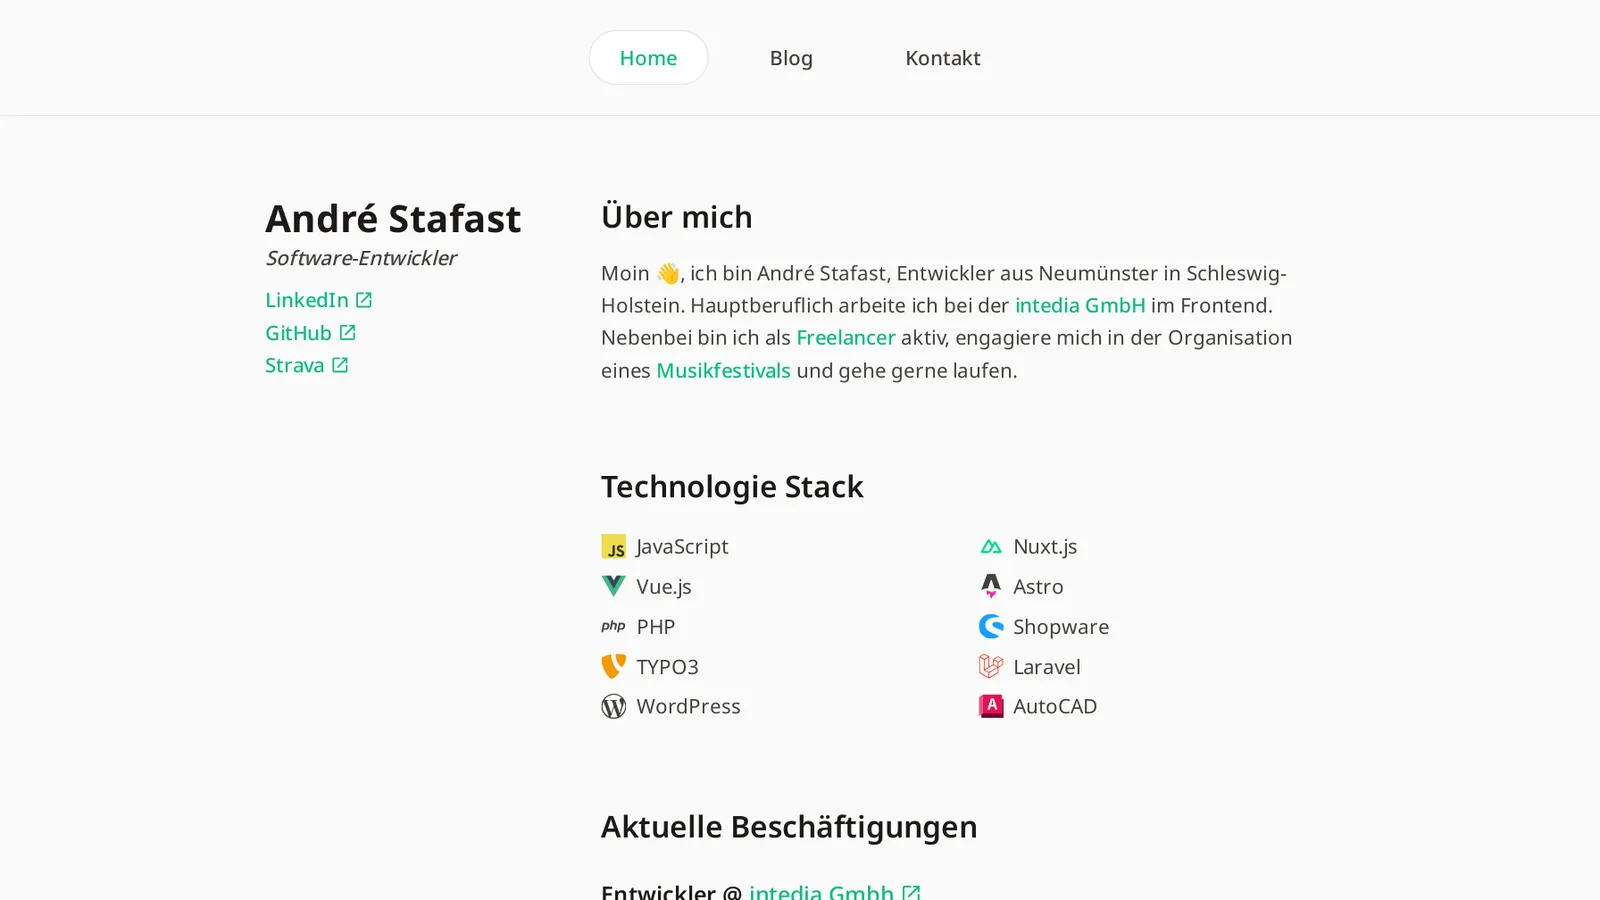 Home
Blog
Kontakt
André Stafast
Software-Entwickler
LinkedIn
GitHub
Strava
Über mich
Moin 👋, ich bin André Stafast, Entwickler aus Neumünster in Schleswig-
Holstein. Hauptberuflich arbeite ich bei der intedia GmbH im Frontend.
Nebenbei bin ich als Freelancer aktiv, engagiere mich in der Organisation
eines Musikfestivals und gehe gerne laufen.
Technologie Stack
JS JavaScript
Vue.js
php PHP
TYPO3
WordPress
Nuxt.js
Astro
Shopware
Laravel
A AutoCAD
Aktuelle Beschäftigungen
Entwickler @ intedia Gmbh